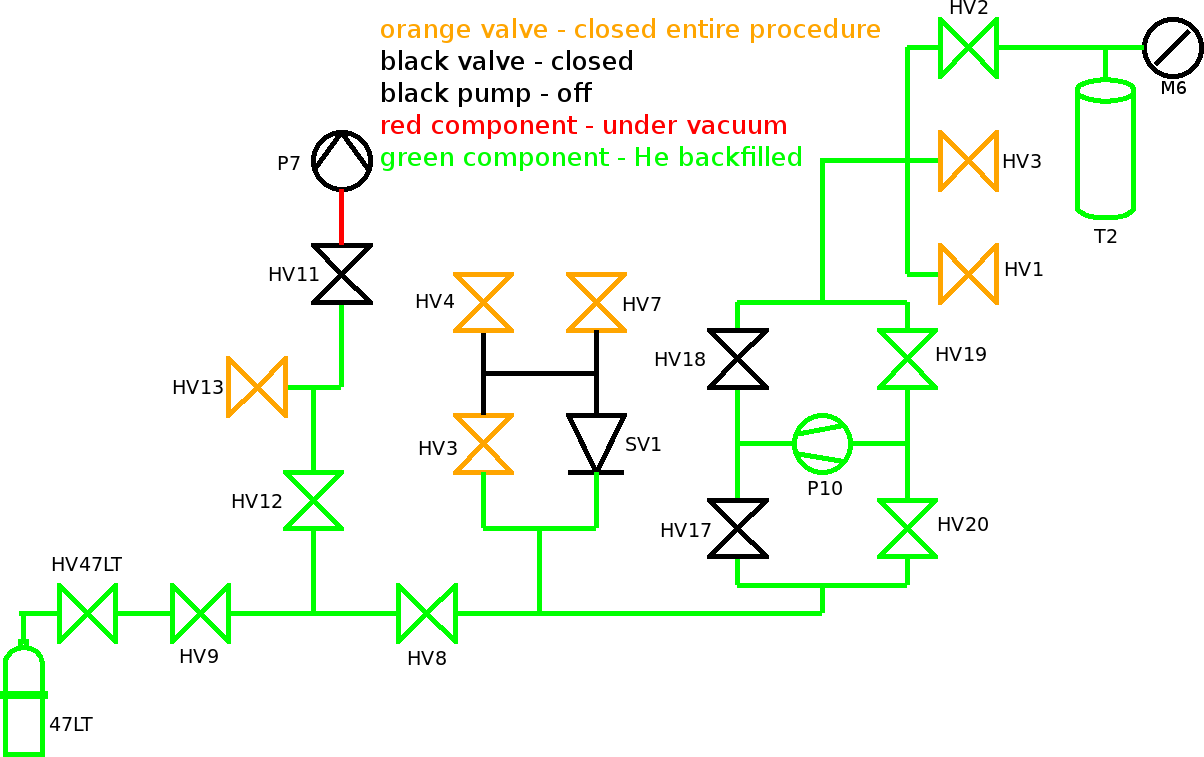 HV2
orange valve - closed entire procedure
black valve - closed
M6
black pump - off
red component - under vacuum
green component - He backfilled
P7
HV3
T2
HV1
HV11
HV4
HV7
HV18
HV19
HV13
HV3
SV1
P10
HV12
HV17
HV20
HV47LT
HV9
HV8
47LT